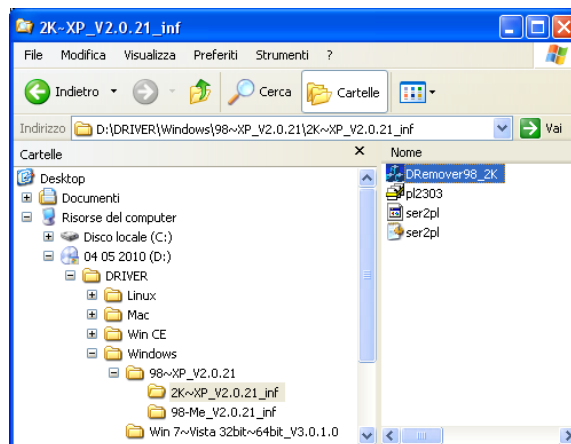 2K~XP_V2.0.21_inf
File Modifica Visualizza Preferiti Strumenti ?
Indietro Cerca Cartelle
Indirizzo D:\DRIVER\Windows\98~XP_V2.0.21\2K~XP_V2.0.21_inf Vai
Cartelle
Desktop
Documenti
Risorse del computer
Disco locale (C:)
04 05 2010 (D:)
DRIVER
Linux
Mac
Win CE
Windows
98~XP_V2.0.21
2K~XP_V2.0.21_inf
98-Me_V2.0.21_inf
Win 7~Vista 32bit~64bit_V3.0.1.0
Nome
DRemover98_2K
pl2303
ser2pl
ser2pl